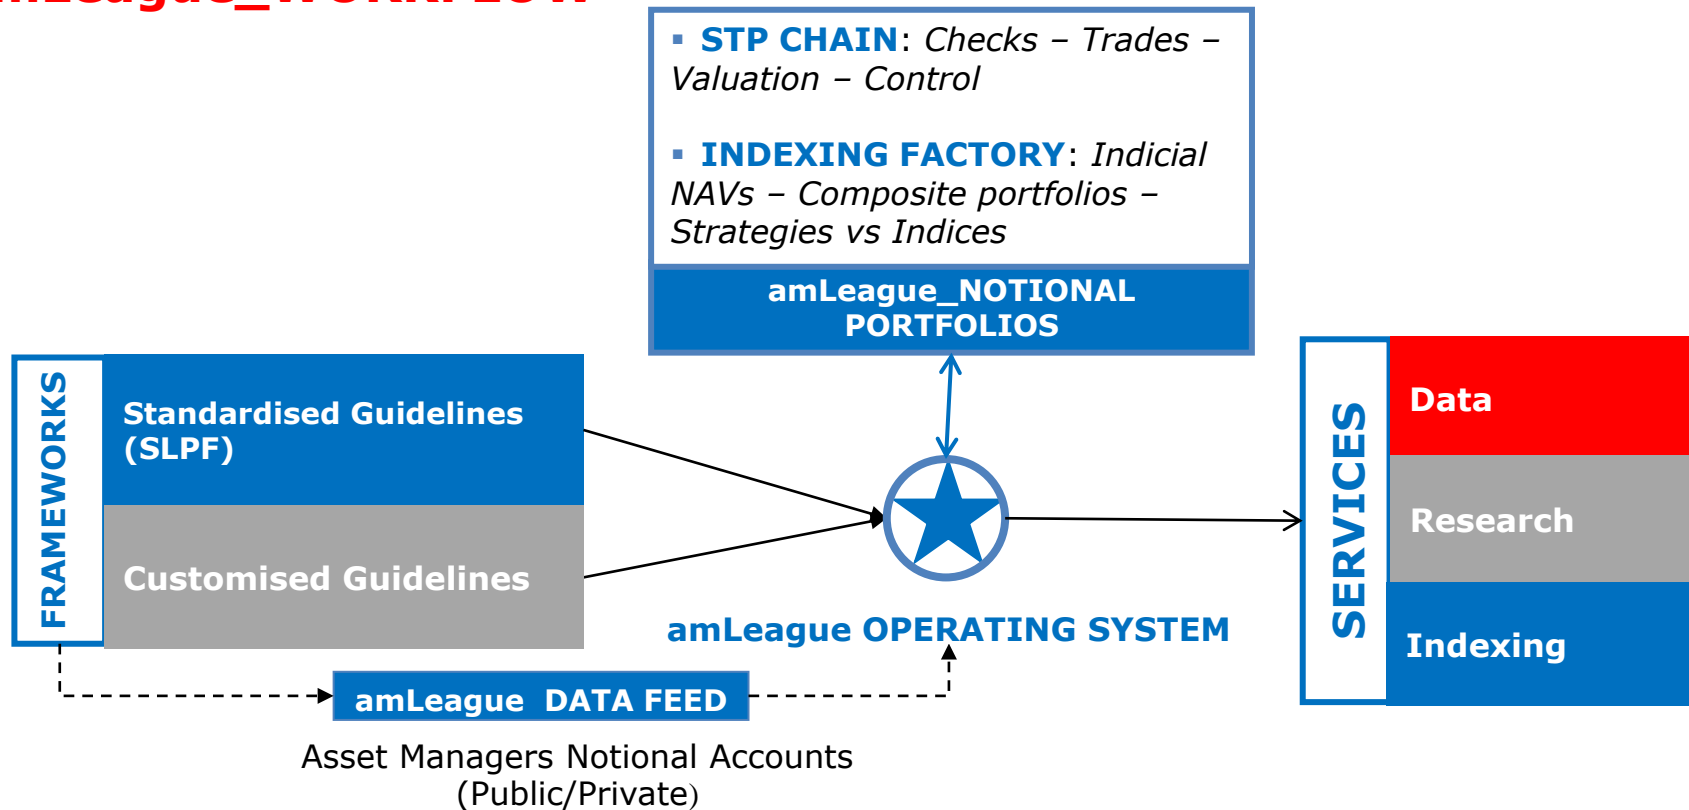 amLeague_WORKFLOW
▪ STP CHAIN: Checks – Trades –
Valuation – Control
▪ INDEXING FACTORY: Indicial
NAVs – Composite portfolios –
Strategies vs Indices
amLeague_NOTIONAL
PORTFOLIOS
FRAMEWORKS
Standardised Guidelines
(SLPF)
Customised Guidelines
amLeague OPERATING SYSTEM
amLeague DATA FEED
Asset Managers Notional Accounts
(Public/Private)
SERVICES
Data
Research
Indexing